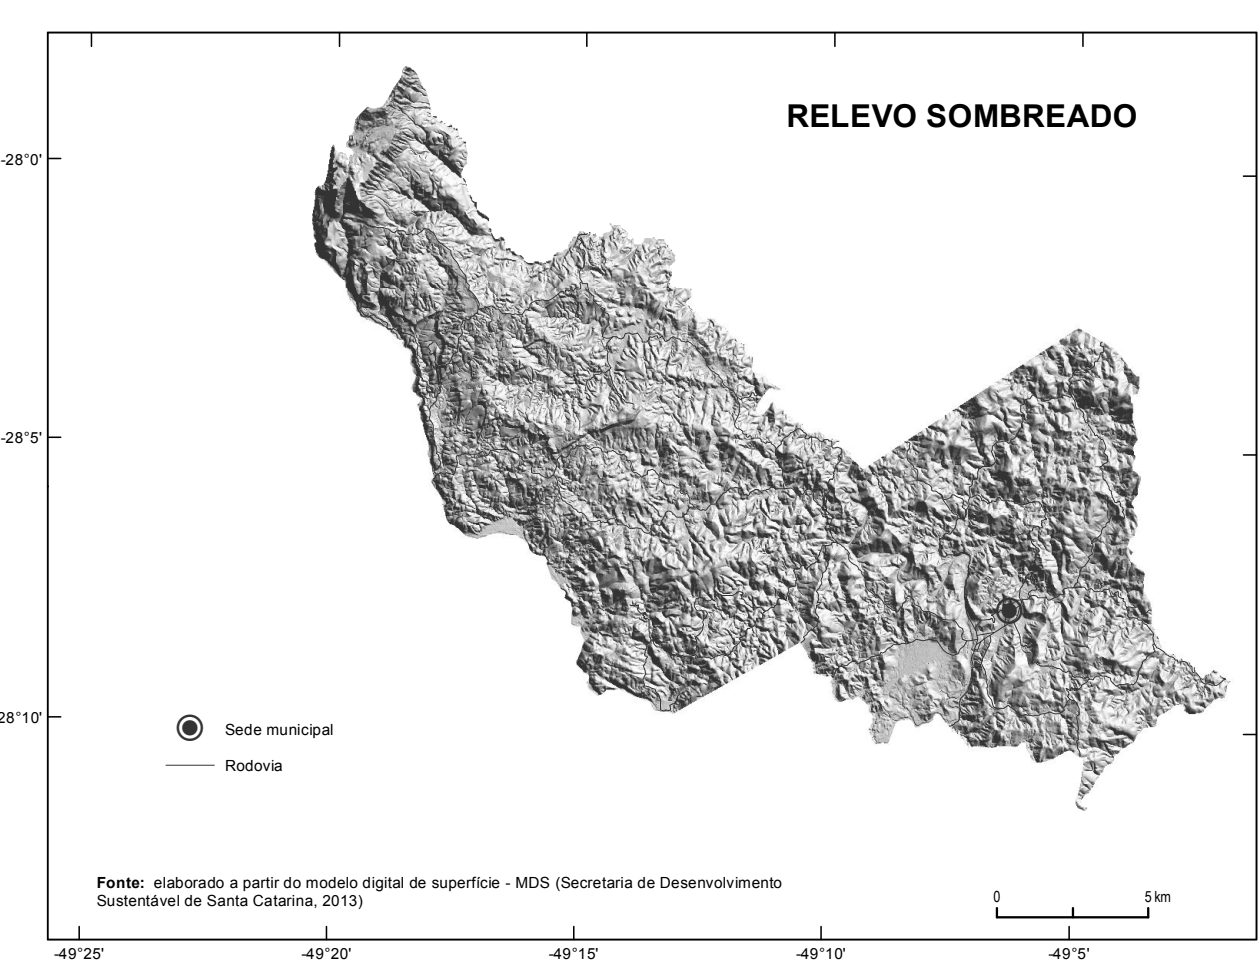 RELEVO SOMBREADO
-28°0'
-28°5'
28°10'
Sede municipal
Rodovia
Fonte: elaborado a partir do modelo digital de superfície - MDS (Secretaria de Desenvolvimento
Sustentável de Santa Catarina, 2013)
0 5 km
-49°25' -49°20' -49°15' -49°10' -49°5'